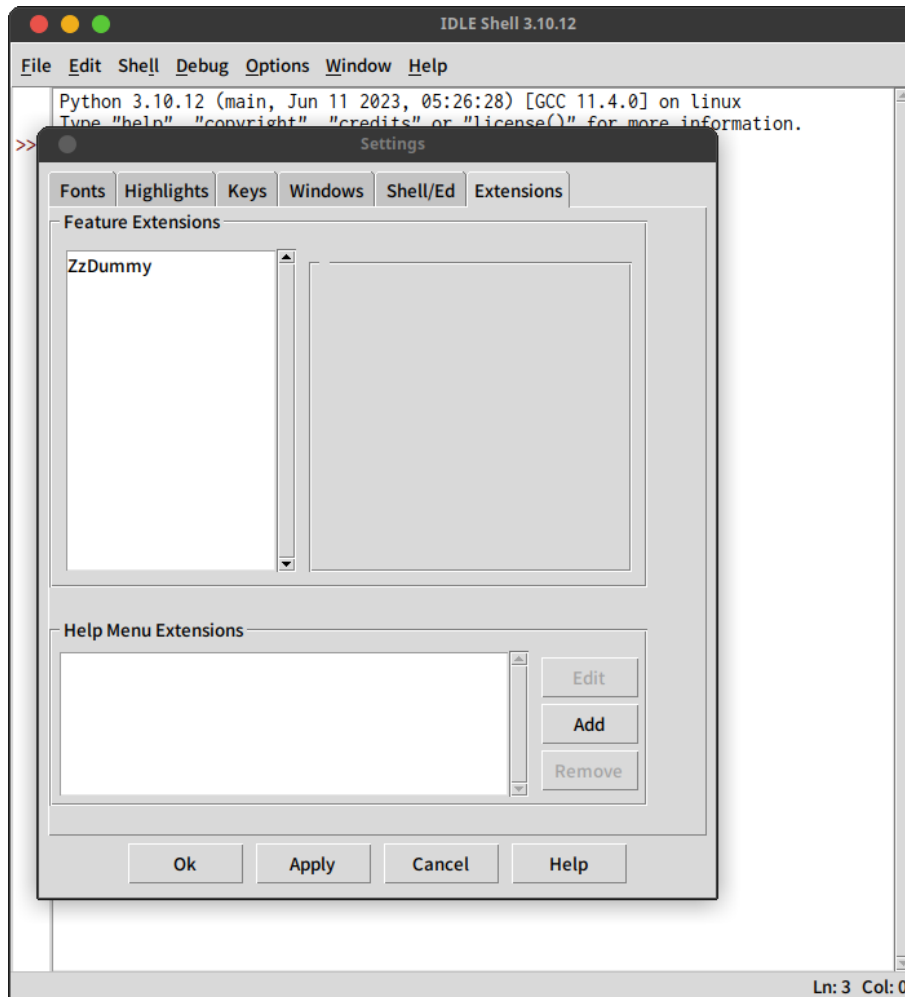 IDLE Shell 3.10.12
File Edit Shell Debug Options Window Help
Python 3.10.12 (main, Jun 11 2023, 05:26:28) [GCC 11.4.0] on linux
Type "help", "copyright", "credits" or "license()" for more information.
>>
Settings
Fonts Highlights Keys Windows Shell/Ed Extensions
Feature Extensions
ZzDummy
Help Menu Extensions
Edit
Add
Remove
Ok Apply Cancel Help
Ln: 3 Col: 0